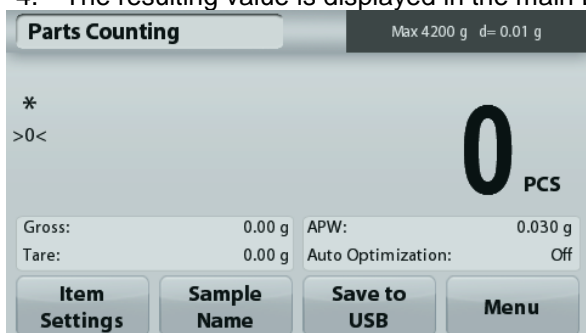 4. The resulting value is displayed in the main
Parts Counting Max 4200 g d= 0.01 g
*
>0<
0 PCS
Gross: 0.00 g APW: 0.030 g
Tare: 0.00 g Auto Optimization: Off
Item Settings Sample Name Save to USB Menu